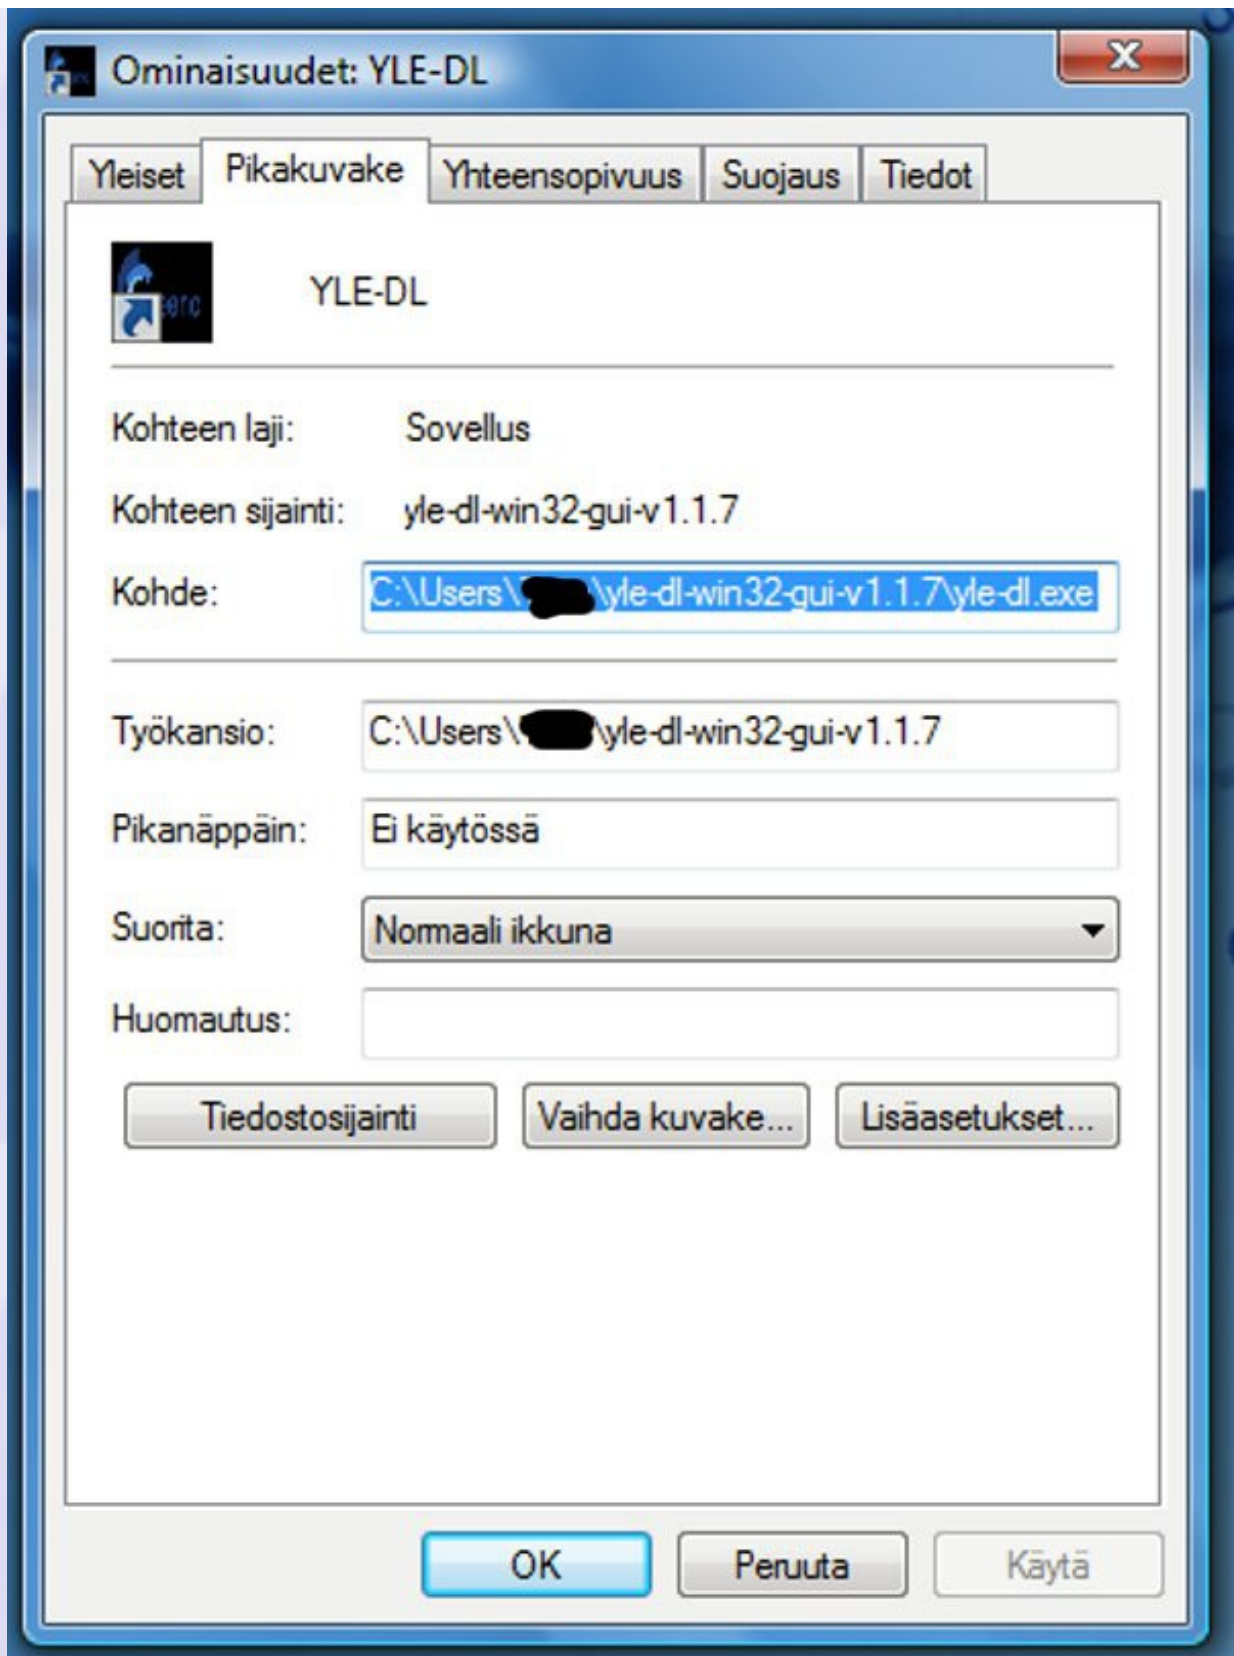 Ominaisuudet: YLE-DL
Yleiset Pikakuvake Yhteensopivuus Suojaus Tiedot
YLE-DL
Kohteen laji: Sovellus
Kohteen sijainti: yle-dl-win32-gui-v1.1.7
Kohde: C:\Users\ \yle-dl-win32-gui-v1.1.7\yle-dl.exe
Työkansio: C:\Users\ \yle-dl-win32-gui-v1.1.7
Pikanäppäin: Ei käytössä
Suorita: Normaali ikkuna
Huomautus:
Tiedostosijainti Vaihda kuvake... Lisäasetukset...
OK Peruuta Käytä